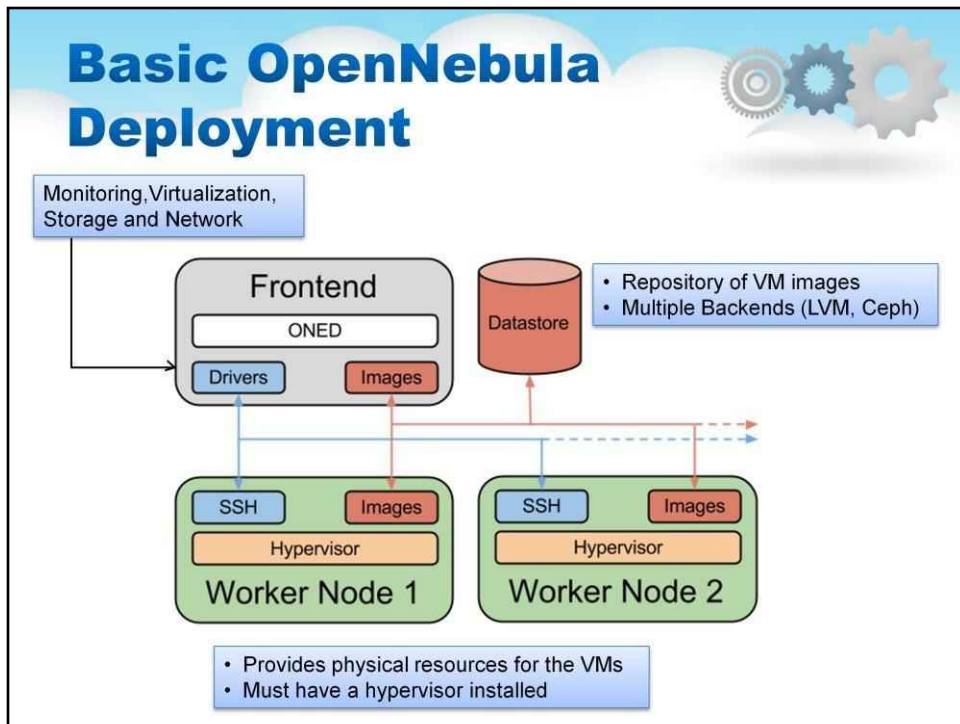 Basic OpenNebula
Deployment
Monitoring,Virtualization,
Storage and Network
Frontend
ONED
Drivers
Images
Datastore
• Repository of VM images
• Multiple Backends (LVM, Ceph)
SSH
Images
Hypervisor
Worker Node 1
SSH
Images
Hypervisor
Worker Node 2
• Provides physical resources for the VMs
• Must have a hypervisor installed